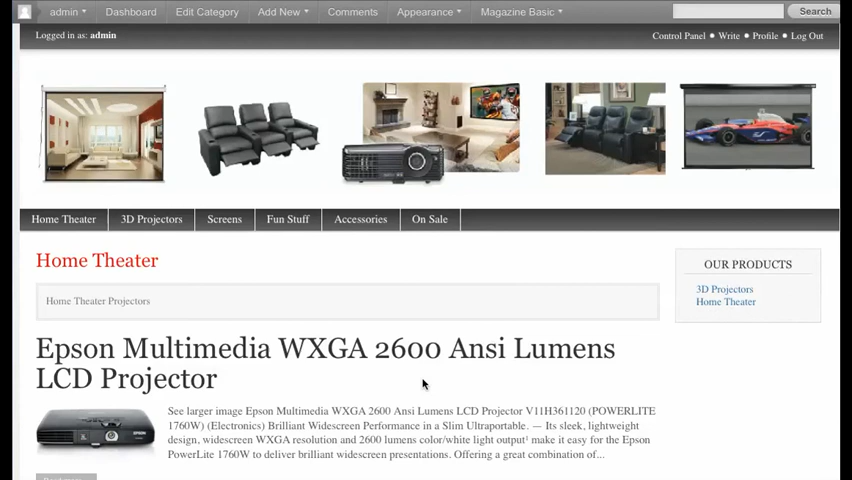 admin Dashboard Edit Category Add New Comments Appearance Magazine Basic Search
Logged in as: admin Control Panel Write Profile Log Out
Home Theater 3D Projectors Screens Fun Stuff Accessories On Sale
Home Theater
OUR PRODUCTS
3D Projectors
Home Theater
Home Theater Projectors
Epson Multimedia WXGA 2600 Ansi Lumens
LCD Projector
See larger image Epson Multimedia WXGA 2600 Ansi Lumens LCD Projector V11H361120 (POWERLITE
1760W) (Electronics) Brilliant Widescreen Performance in a Slim Ultraportable. — Its sleek, lightweight
design, widescreen WXGA resolution and 2600 lumens color/white light output¹ make it easy for the Epson
PowerLite 1760W to deliver brilliant widescreen presentations. Offering a great combination of...